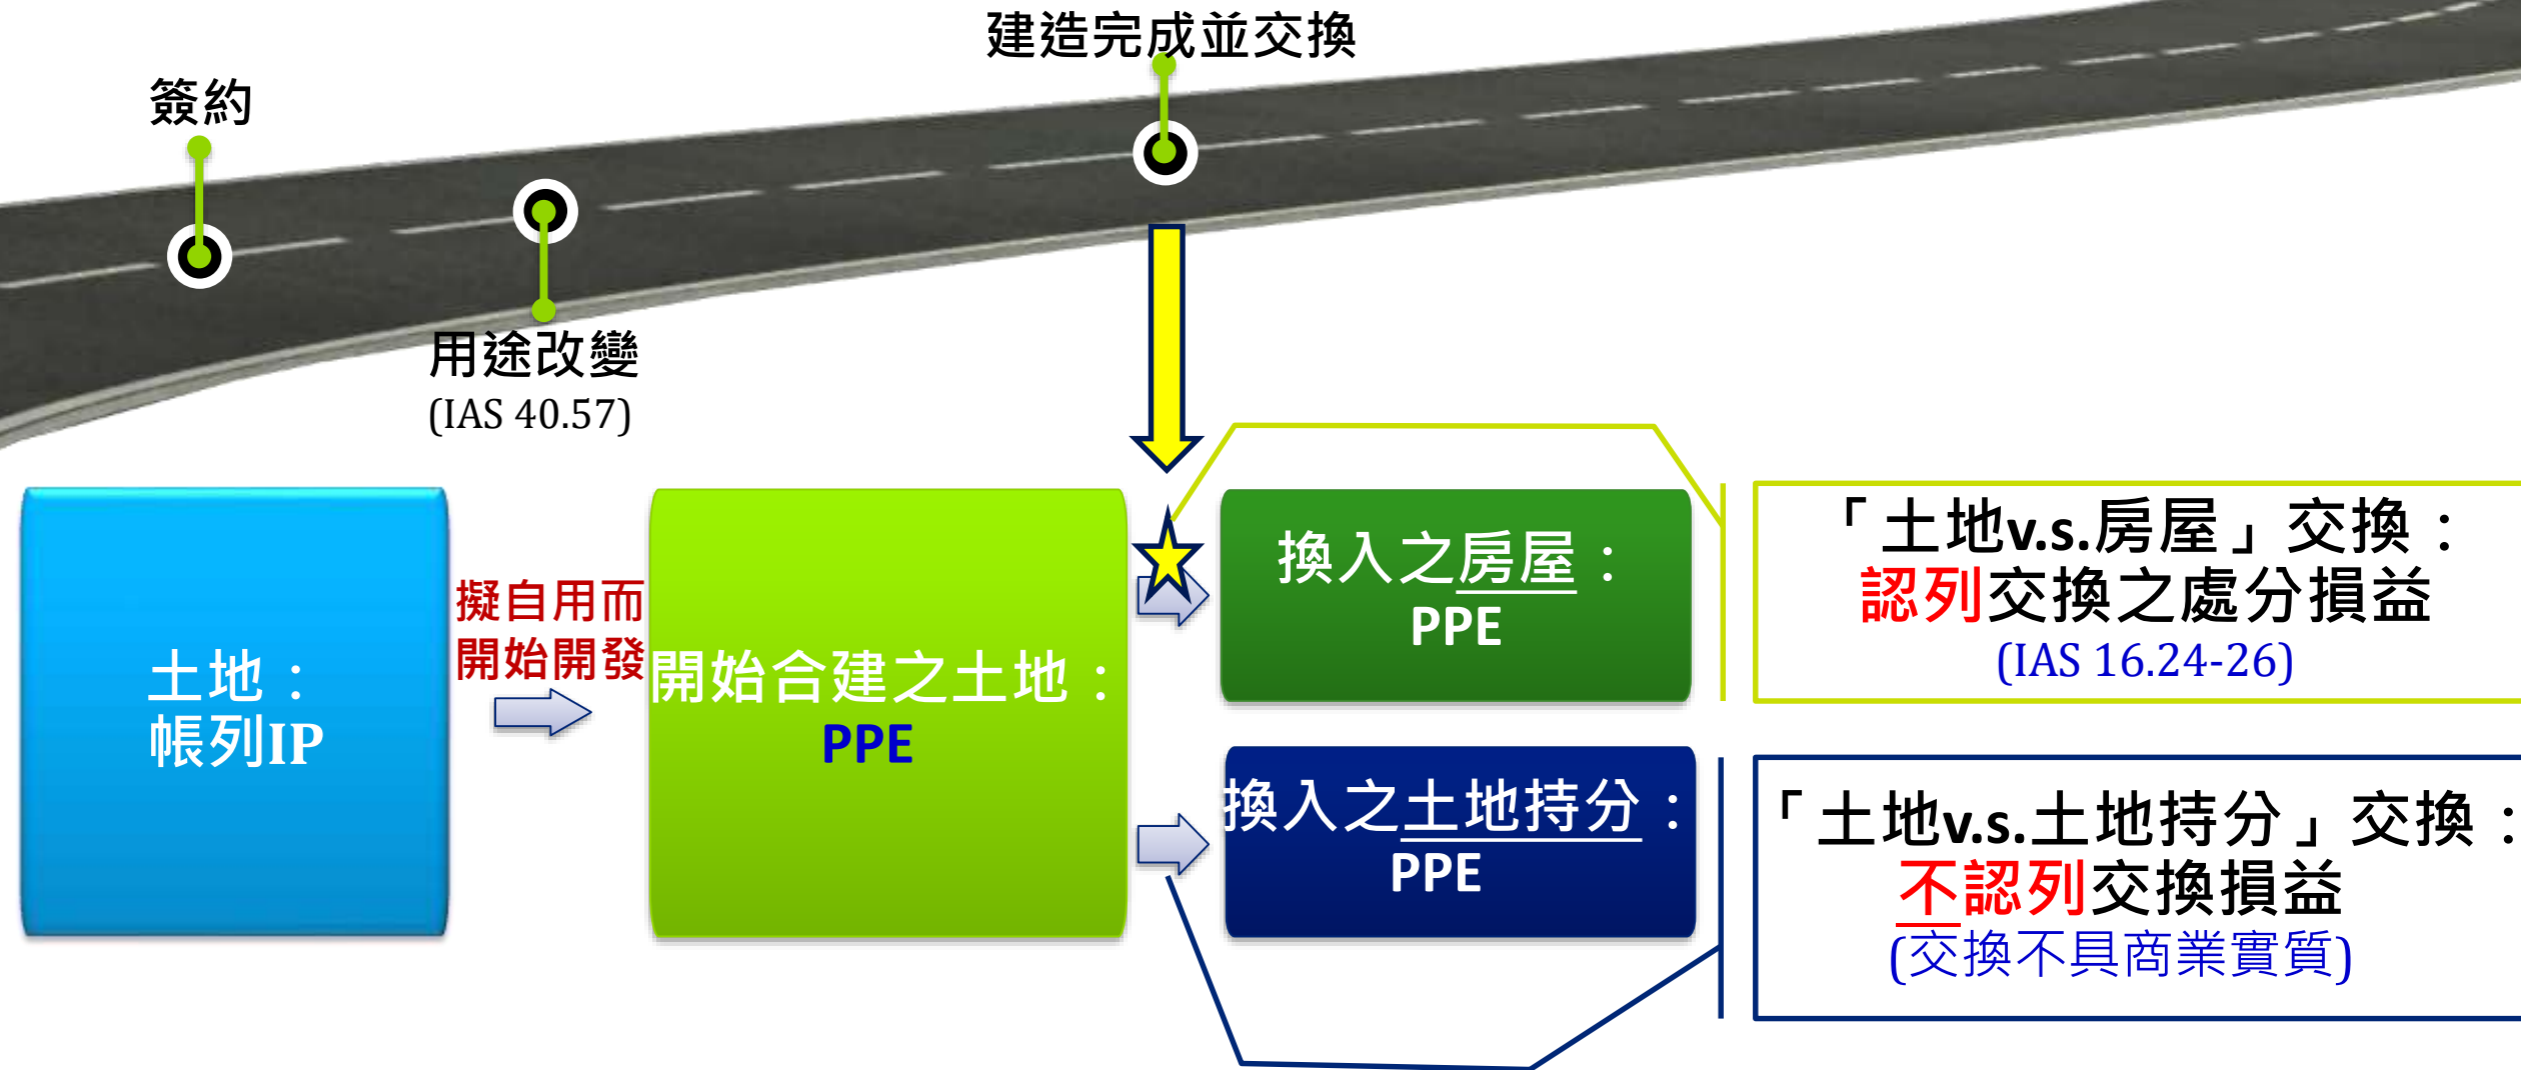 建造完成並交換
簽約
用途改變
(IAS 40.57)
土地：
帳列IP
擬自用而
開始開發
開始合建之土地：
PPE
換入之房屋：
PPE
「土地v.s.房屋」交換：
認列交換之處分損益
(IAS 16.24-26)
換入之土地持分：
PPE
「土地v.s.土地持分」交換：
不認列交換損益
(交換不具商業實質)